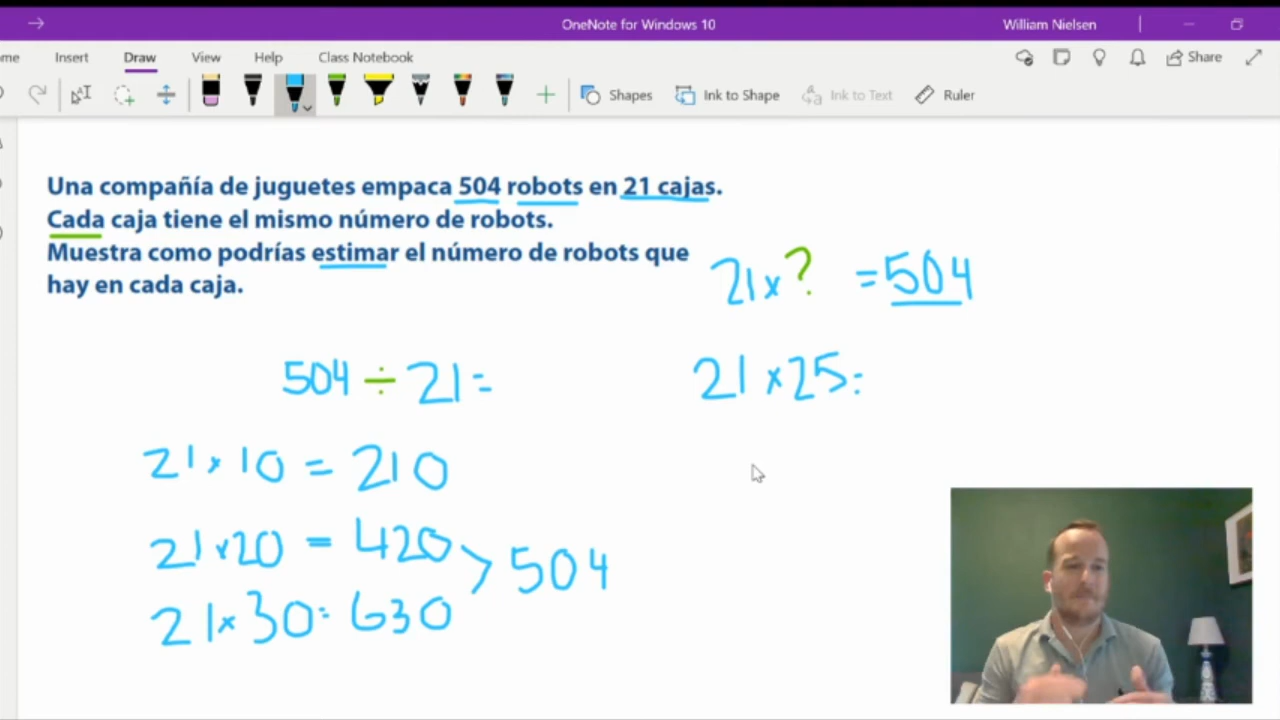 OneNote for Windows 10
William Nielsen
Insert Draw View Help Class Notebook
Share
Shapes Ink to Shape Ink to Text Ruler
Una compañía de juguetes empaca 504 robots en 21 cajas.
Cada caja tiene el mismo número de robots.
Muestra como podrías estimar el número de robots que
hay en cada caja.
21 x ? = 504
504 ÷ 21 =
21 x 25 =
21 x 10 = 210
21 x 20 = 420
> 504
21 x 30 = 630